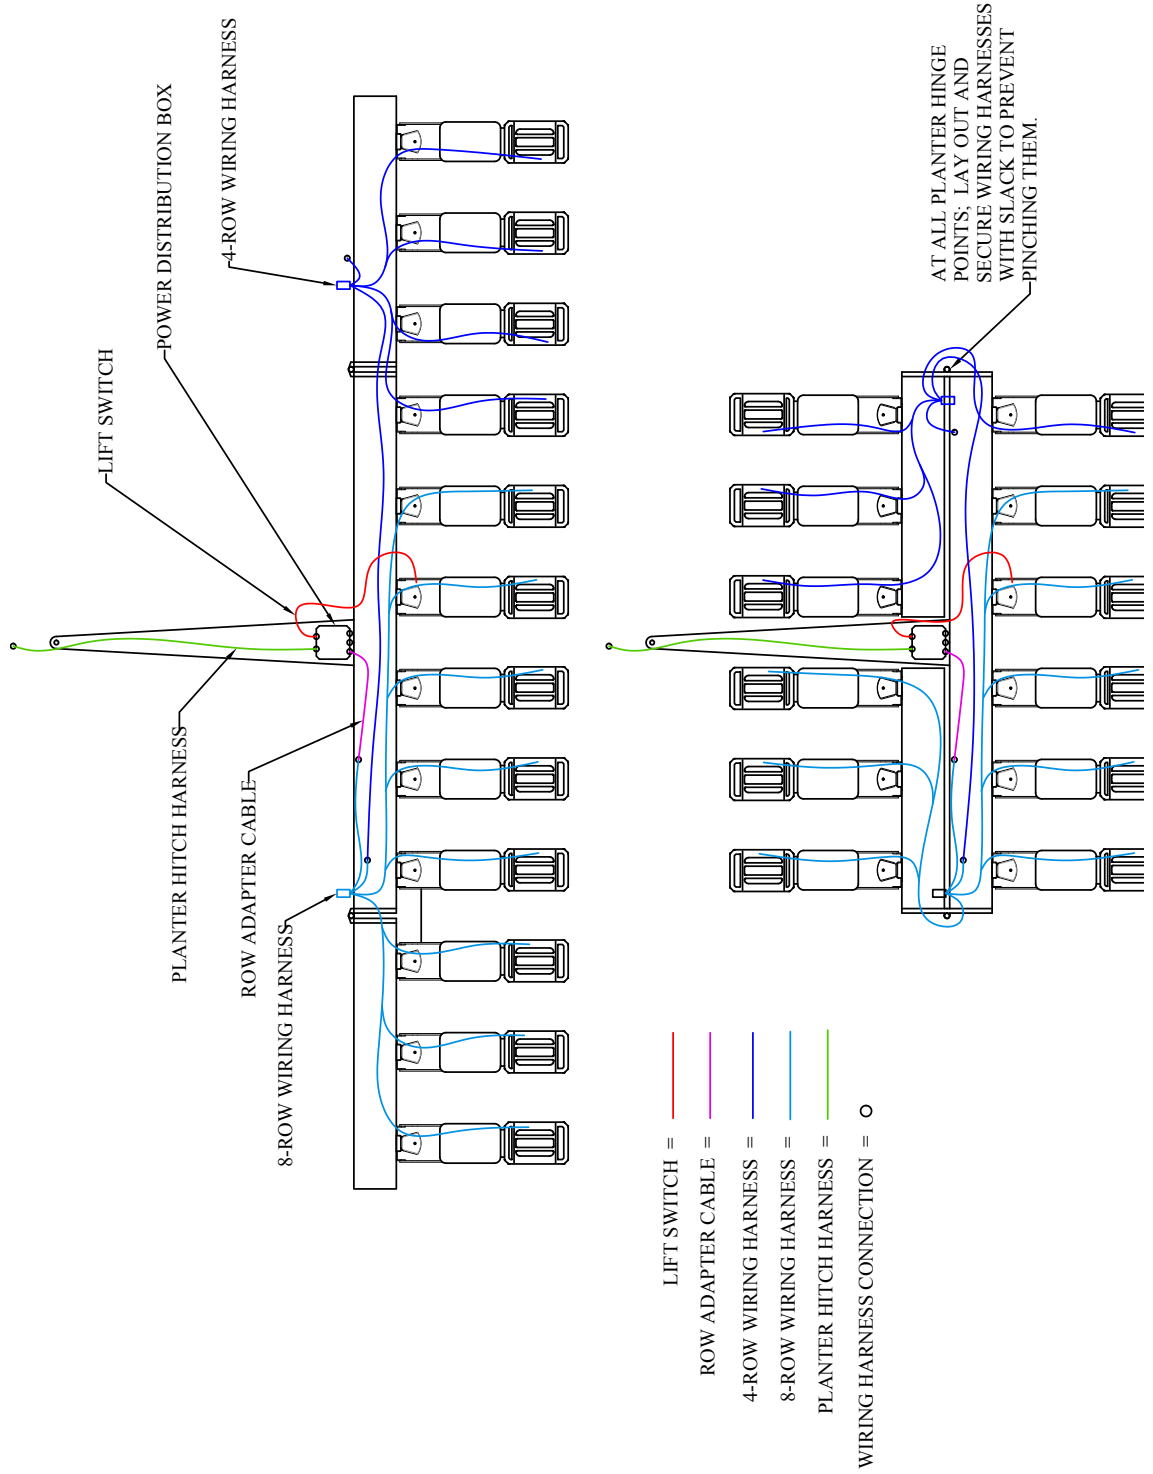 4-ROW WIRING HARNESS
POWER DISTRIBUTION BOX
LIFT SWITCH
PLANTER HITCH HARNESS
ROW ADAPTER CABLE
8-ROW WIRING HARNESS
AT ALL PLANTER HINGE
POINTS; LAY OUT AND
SECURE WIRING HARNESSES
WITH SLACK TO PREVENT
PINCHING THEM.
LIFT SWITCH =
ROW ADAPTER CABLE =
4-ROW WIRING HARNESS =
8-ROW WIRING HARNESS =
PLANTER HITCH HARNESS =
WIRING HARNESS CONNECTION =